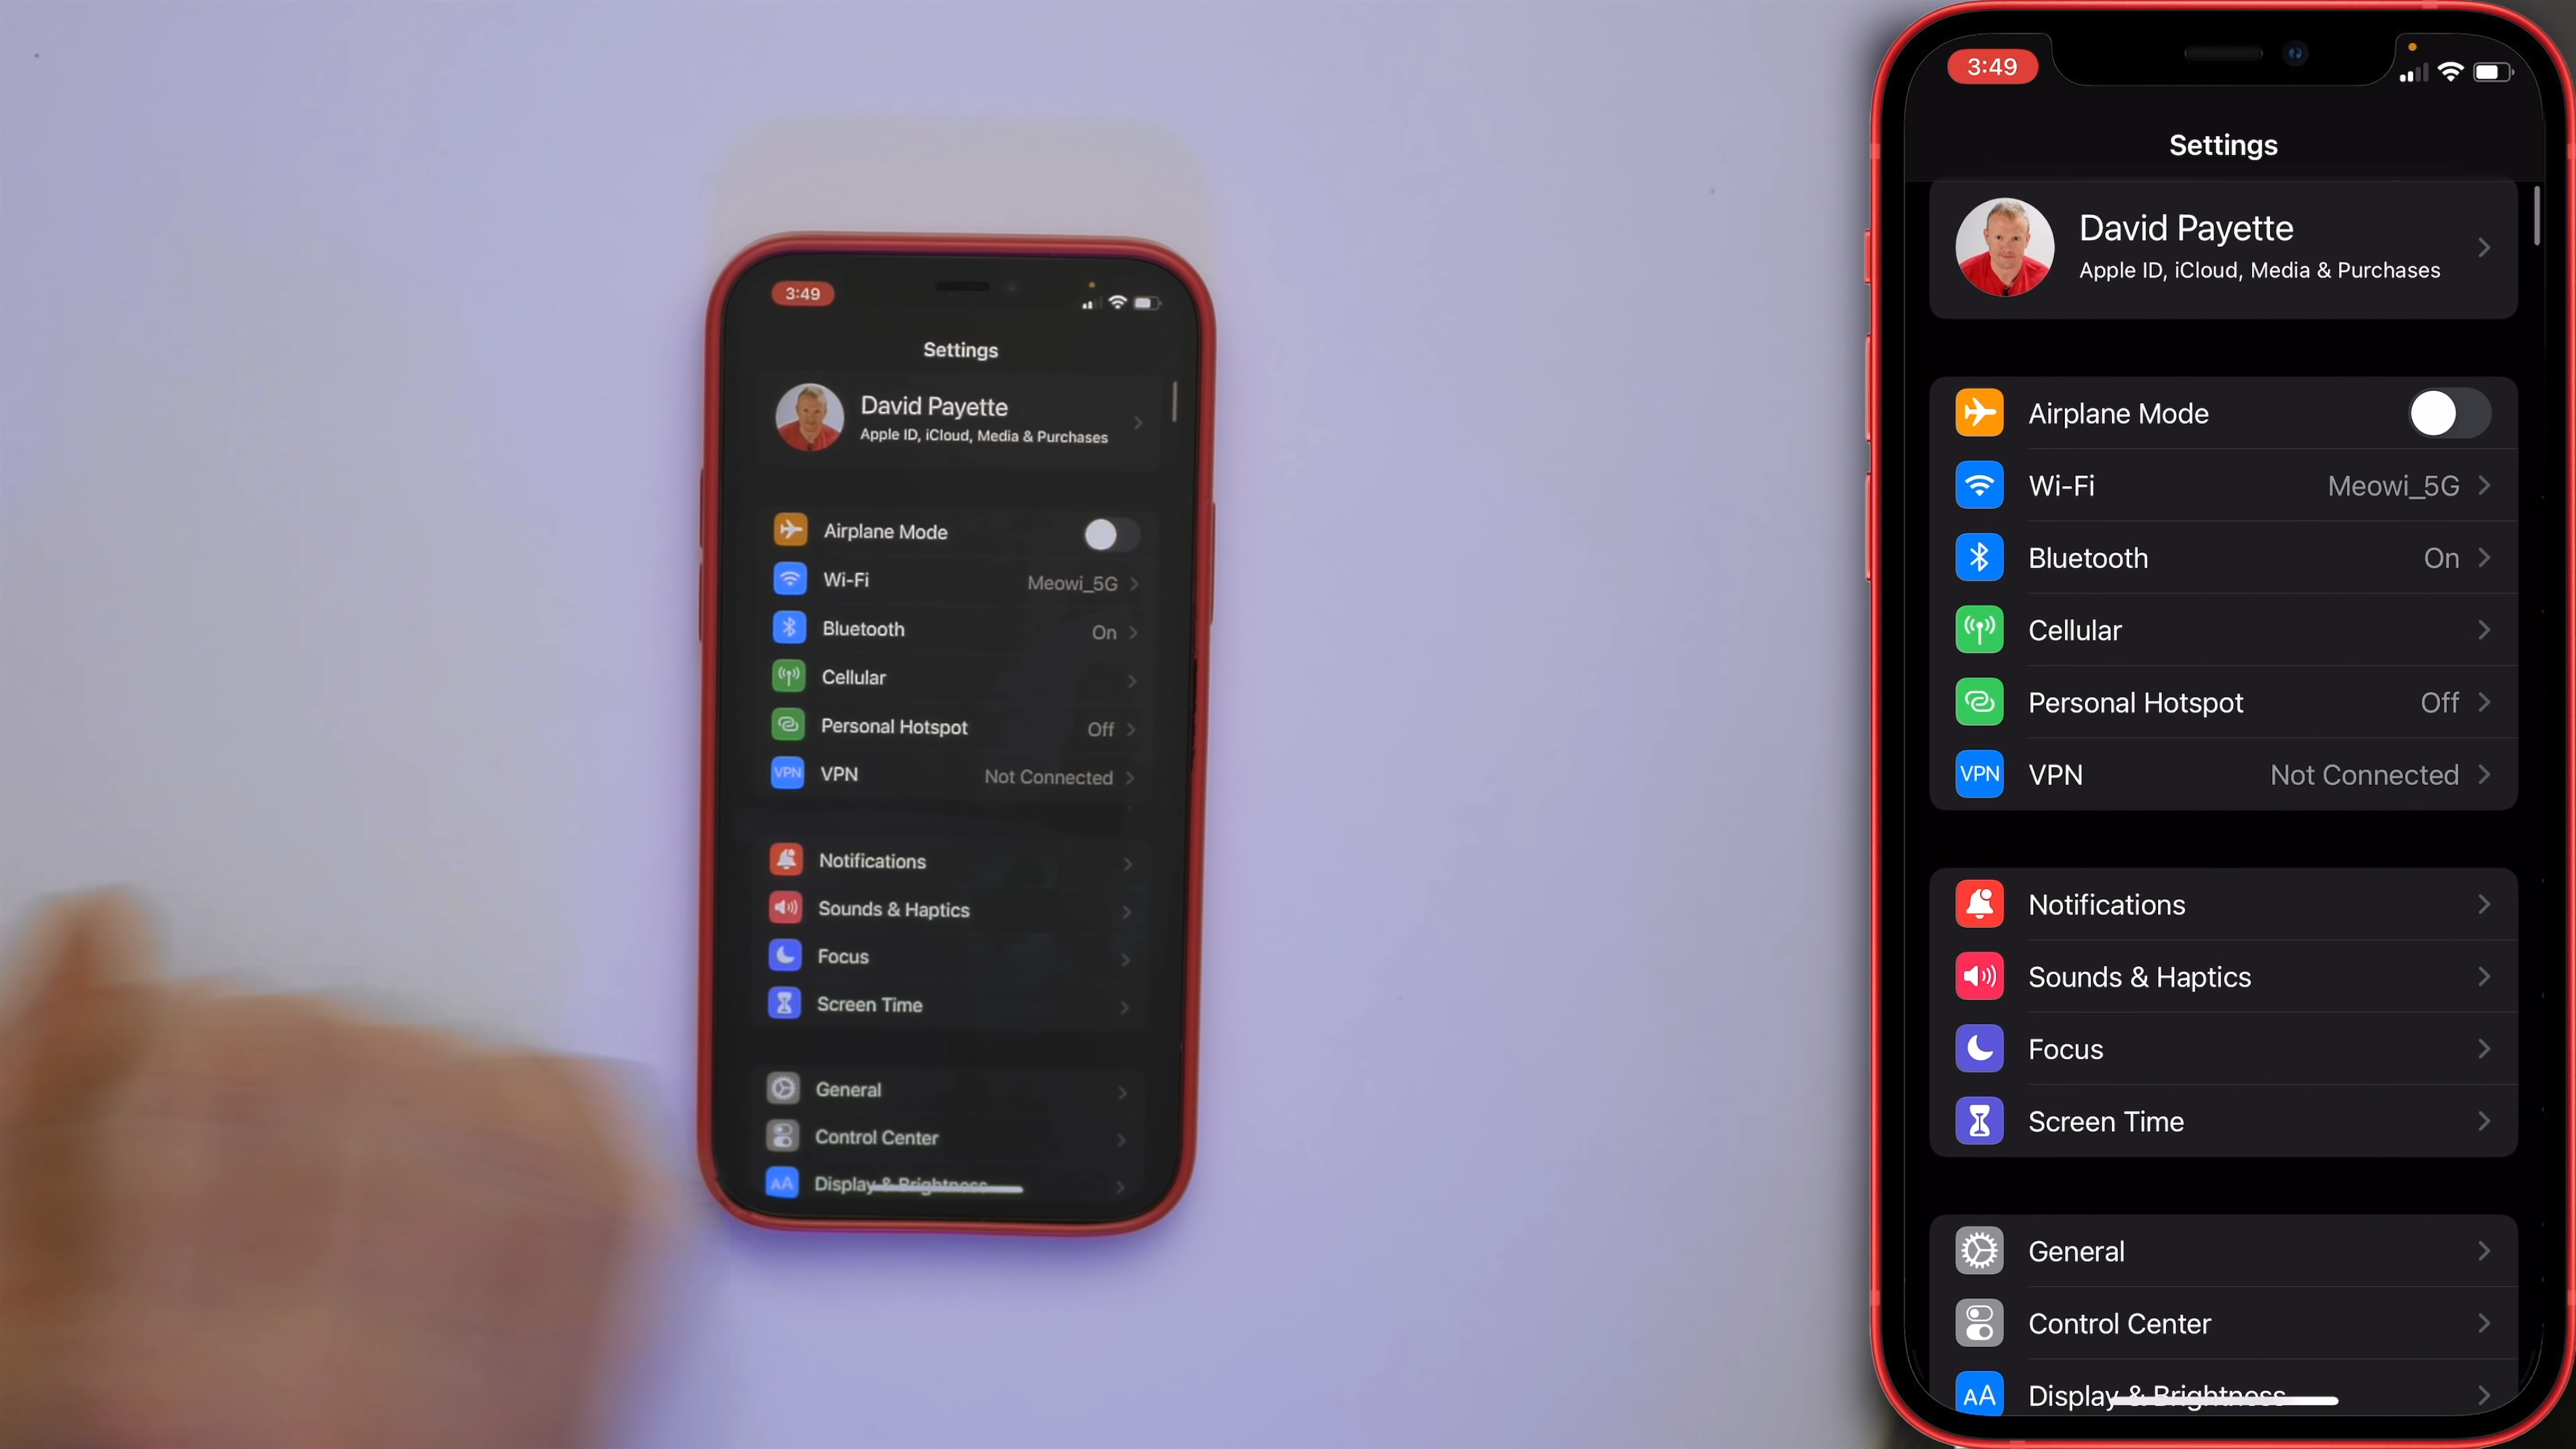 3:49
Settings
David Payette
Apple ID, iCloud, Media & Purchases
Airplane Mode
Wi-Fi Meowi_5G
Bluetooth On
Cellular
Personal Hotspot Off
VPN VPN Not Connected
Notifications
Sounds & Haptics
Focus
Screen Time
General
Control Center
AA Display & Brightness
3:49
Settings
David Payette
Apple ID, iCloud, Media & Purchases
Airplane Mode
Wi-Fi Meowi_5G
Bluetooth On
Cellular
Personal Hotspot Off
VPN VPN Not Connected
Notifications
Sounds & Haptics
Focus
Screen Time
General
Control Center
AA Display & Brightness